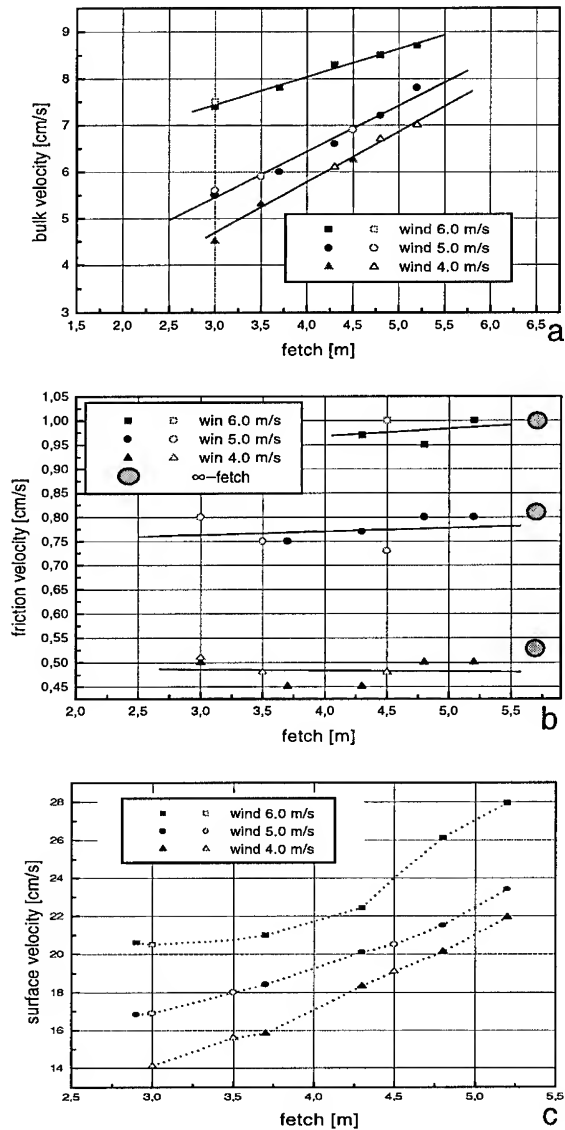 9
8
7
6
5
4
3
bulk velocity [cm/s]
wind 6.0 m/s
wind 5.0 m/s
wind 4.0 m/s
1,5 2,0 2,5 3,0 3,5 4,0 4,5 5,0 5,5 6,0 6,5
fetch [m]
a
1,05
1,00
0,95
0,90
0,85
0,80
0,75
0,70
0,65
0,60
0,55
0,50
0,45
friction velocity [cm/s]
win 6.0 m/s
win 5.0 m/s
win 4.0 m/s
∞-fetch
2,0 2,5 3,0 3,5 4,0 4,5 5,0 5,5
fetch [m]
b
28
26
24
22
20
18
16
14
surface velocity [cm/s]
wind 6.0 m/s
wind 5.0 m/s
wind 4.0 m/s
2,5 3,0 3,5 4,0 4,5 5,0 5,5
fetch [m]
c